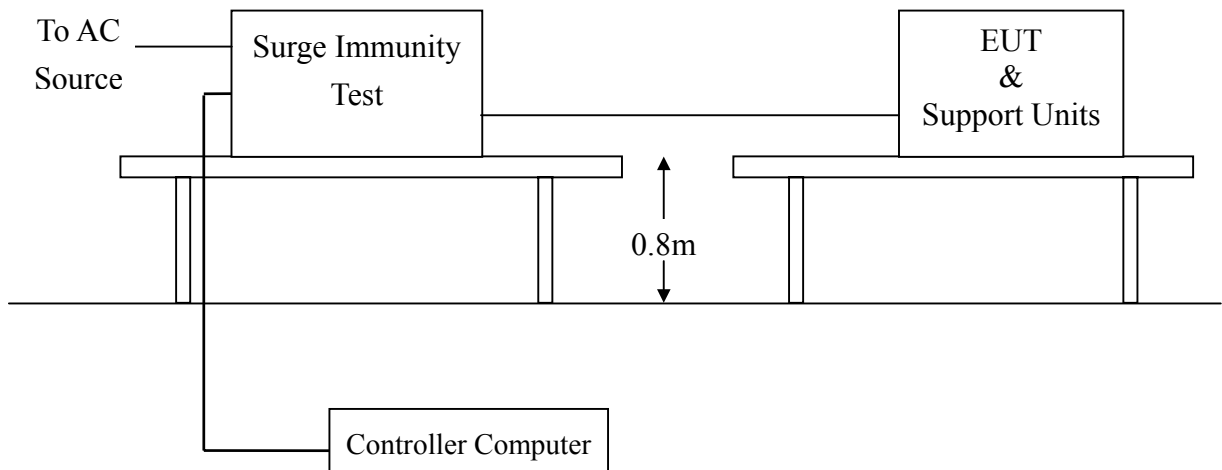 To AC
Source
Surge Immunity
Test
EUT
&
Support Units
0.8m
Controller Computer